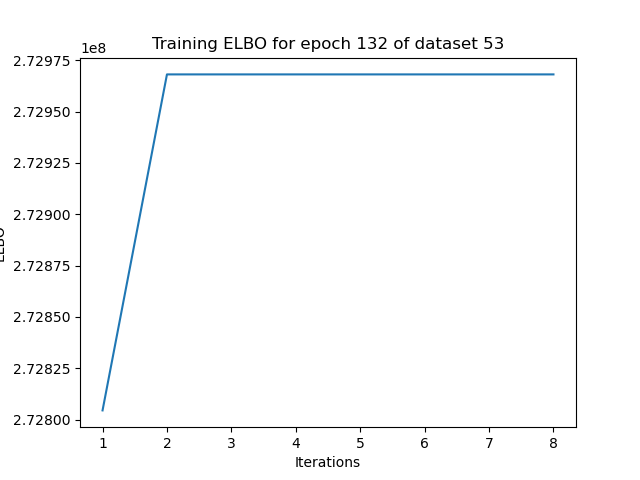 Training ELBO for epoch 132 of dataset 53
1e8
2.72975
2.72950
2.72925
2.72900
2.72875
2.72850
2.72825
2.72800
ELBO
1 2 3 4 5 6 7 8
Iterations